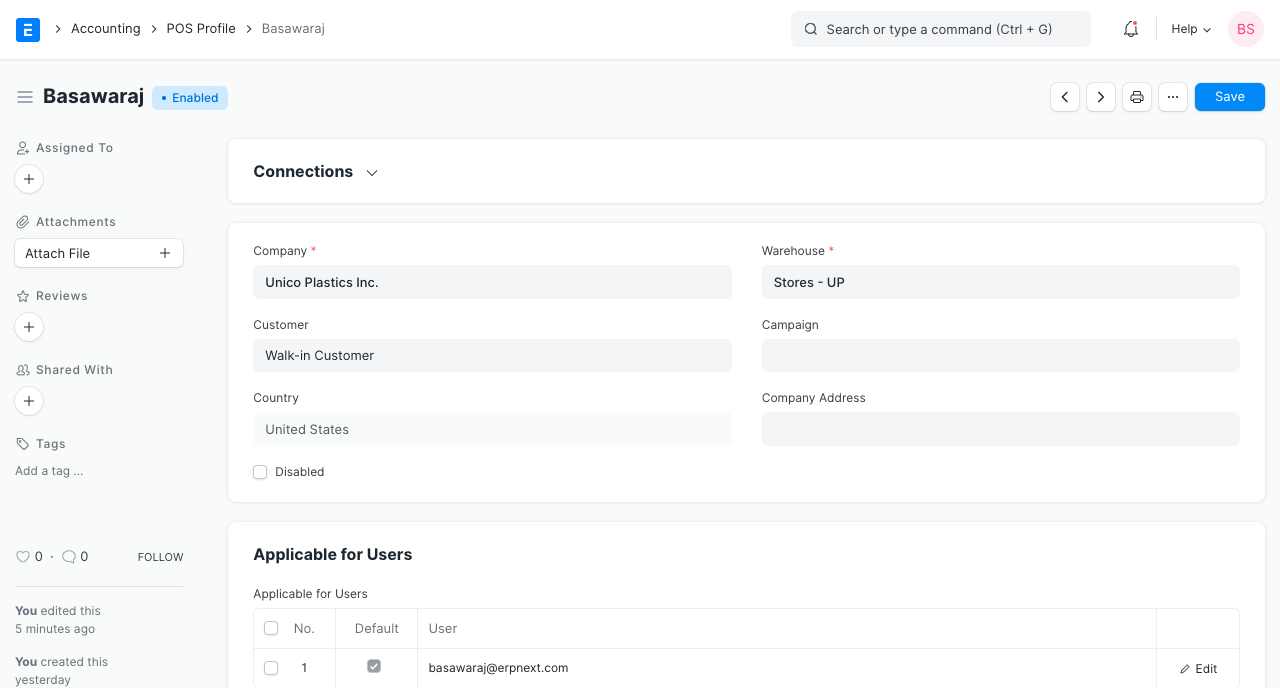 E
Accounting
POS Profile
Basawaraj
Search or type a command (Ctrl + G)
Help
BS
Basawaraj
• Enabled
Save
Assigned To
Attachments
Attach File
Reviews
Shared With
Tags
Add a tag ...
0 · 0
FOLLOW
You edited this
5 minutes ago
You created this
yesterday
Connections
Company *
Unico Plastics Inc.
Warehouse *
Stores - UP
Customer
Walk-in Customer
Campaign
Country
United States
Company Address
Disabled
Applicable for Users
Applicable for Users
No. Default User
1 basawaraj@erpnext.com Edit